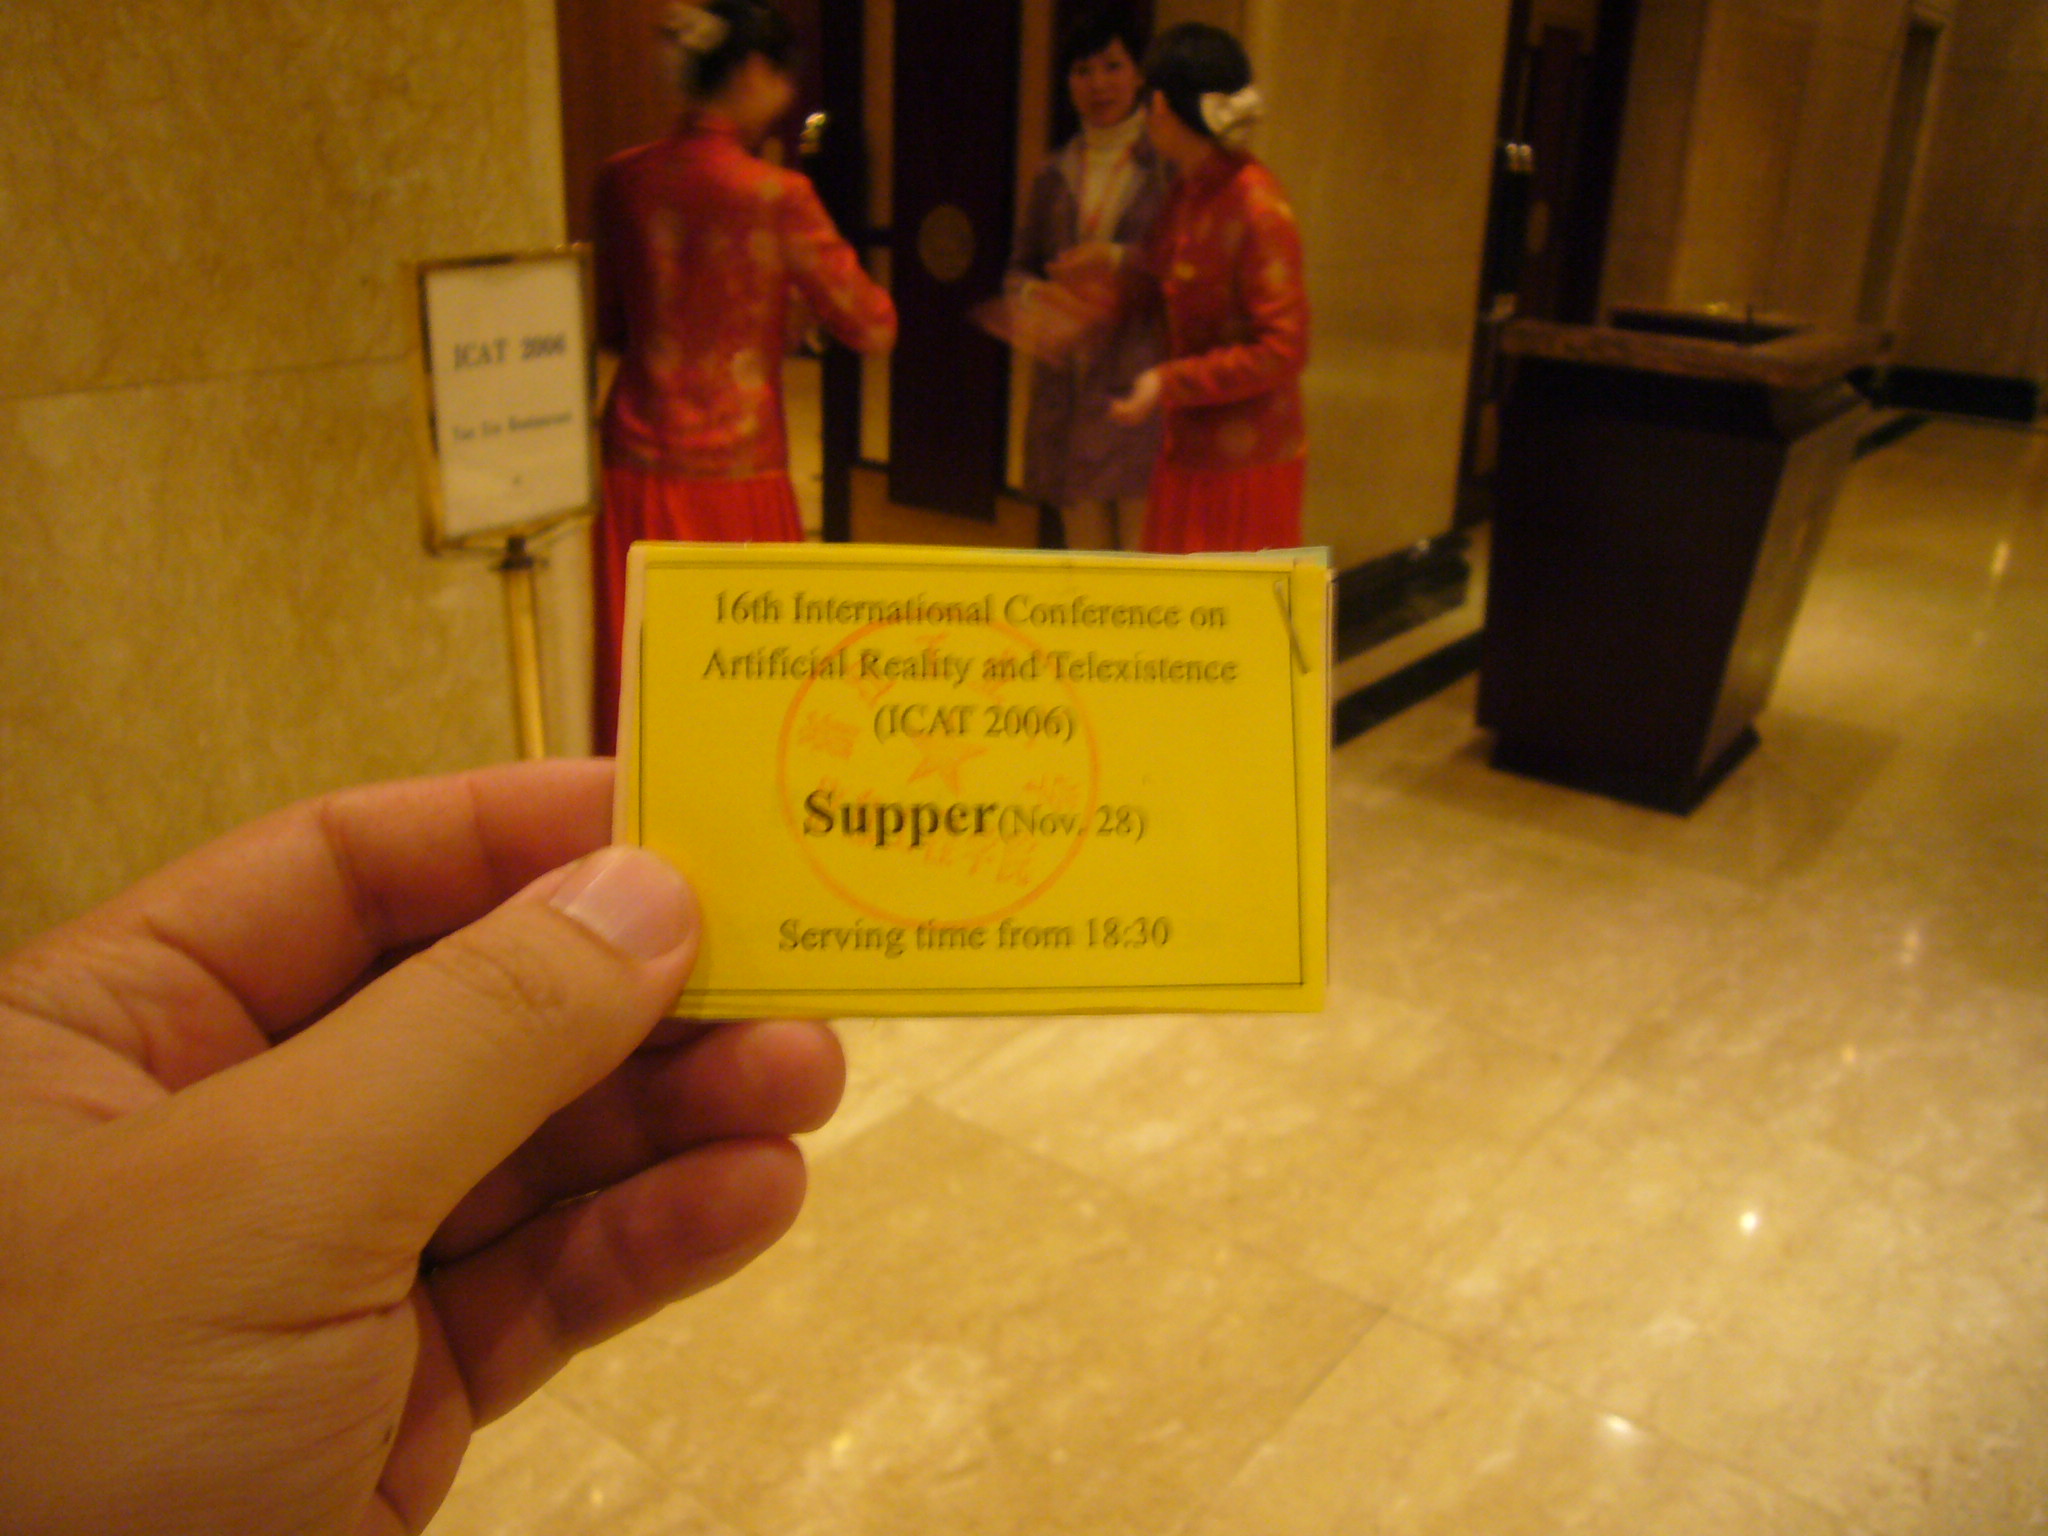 ICAT 2006
Restaurant
16th International Conference on
Artificial Reality and Telexistence
(ICAT 2006)
Supper(Nov. 28)
Serving time from 18:30